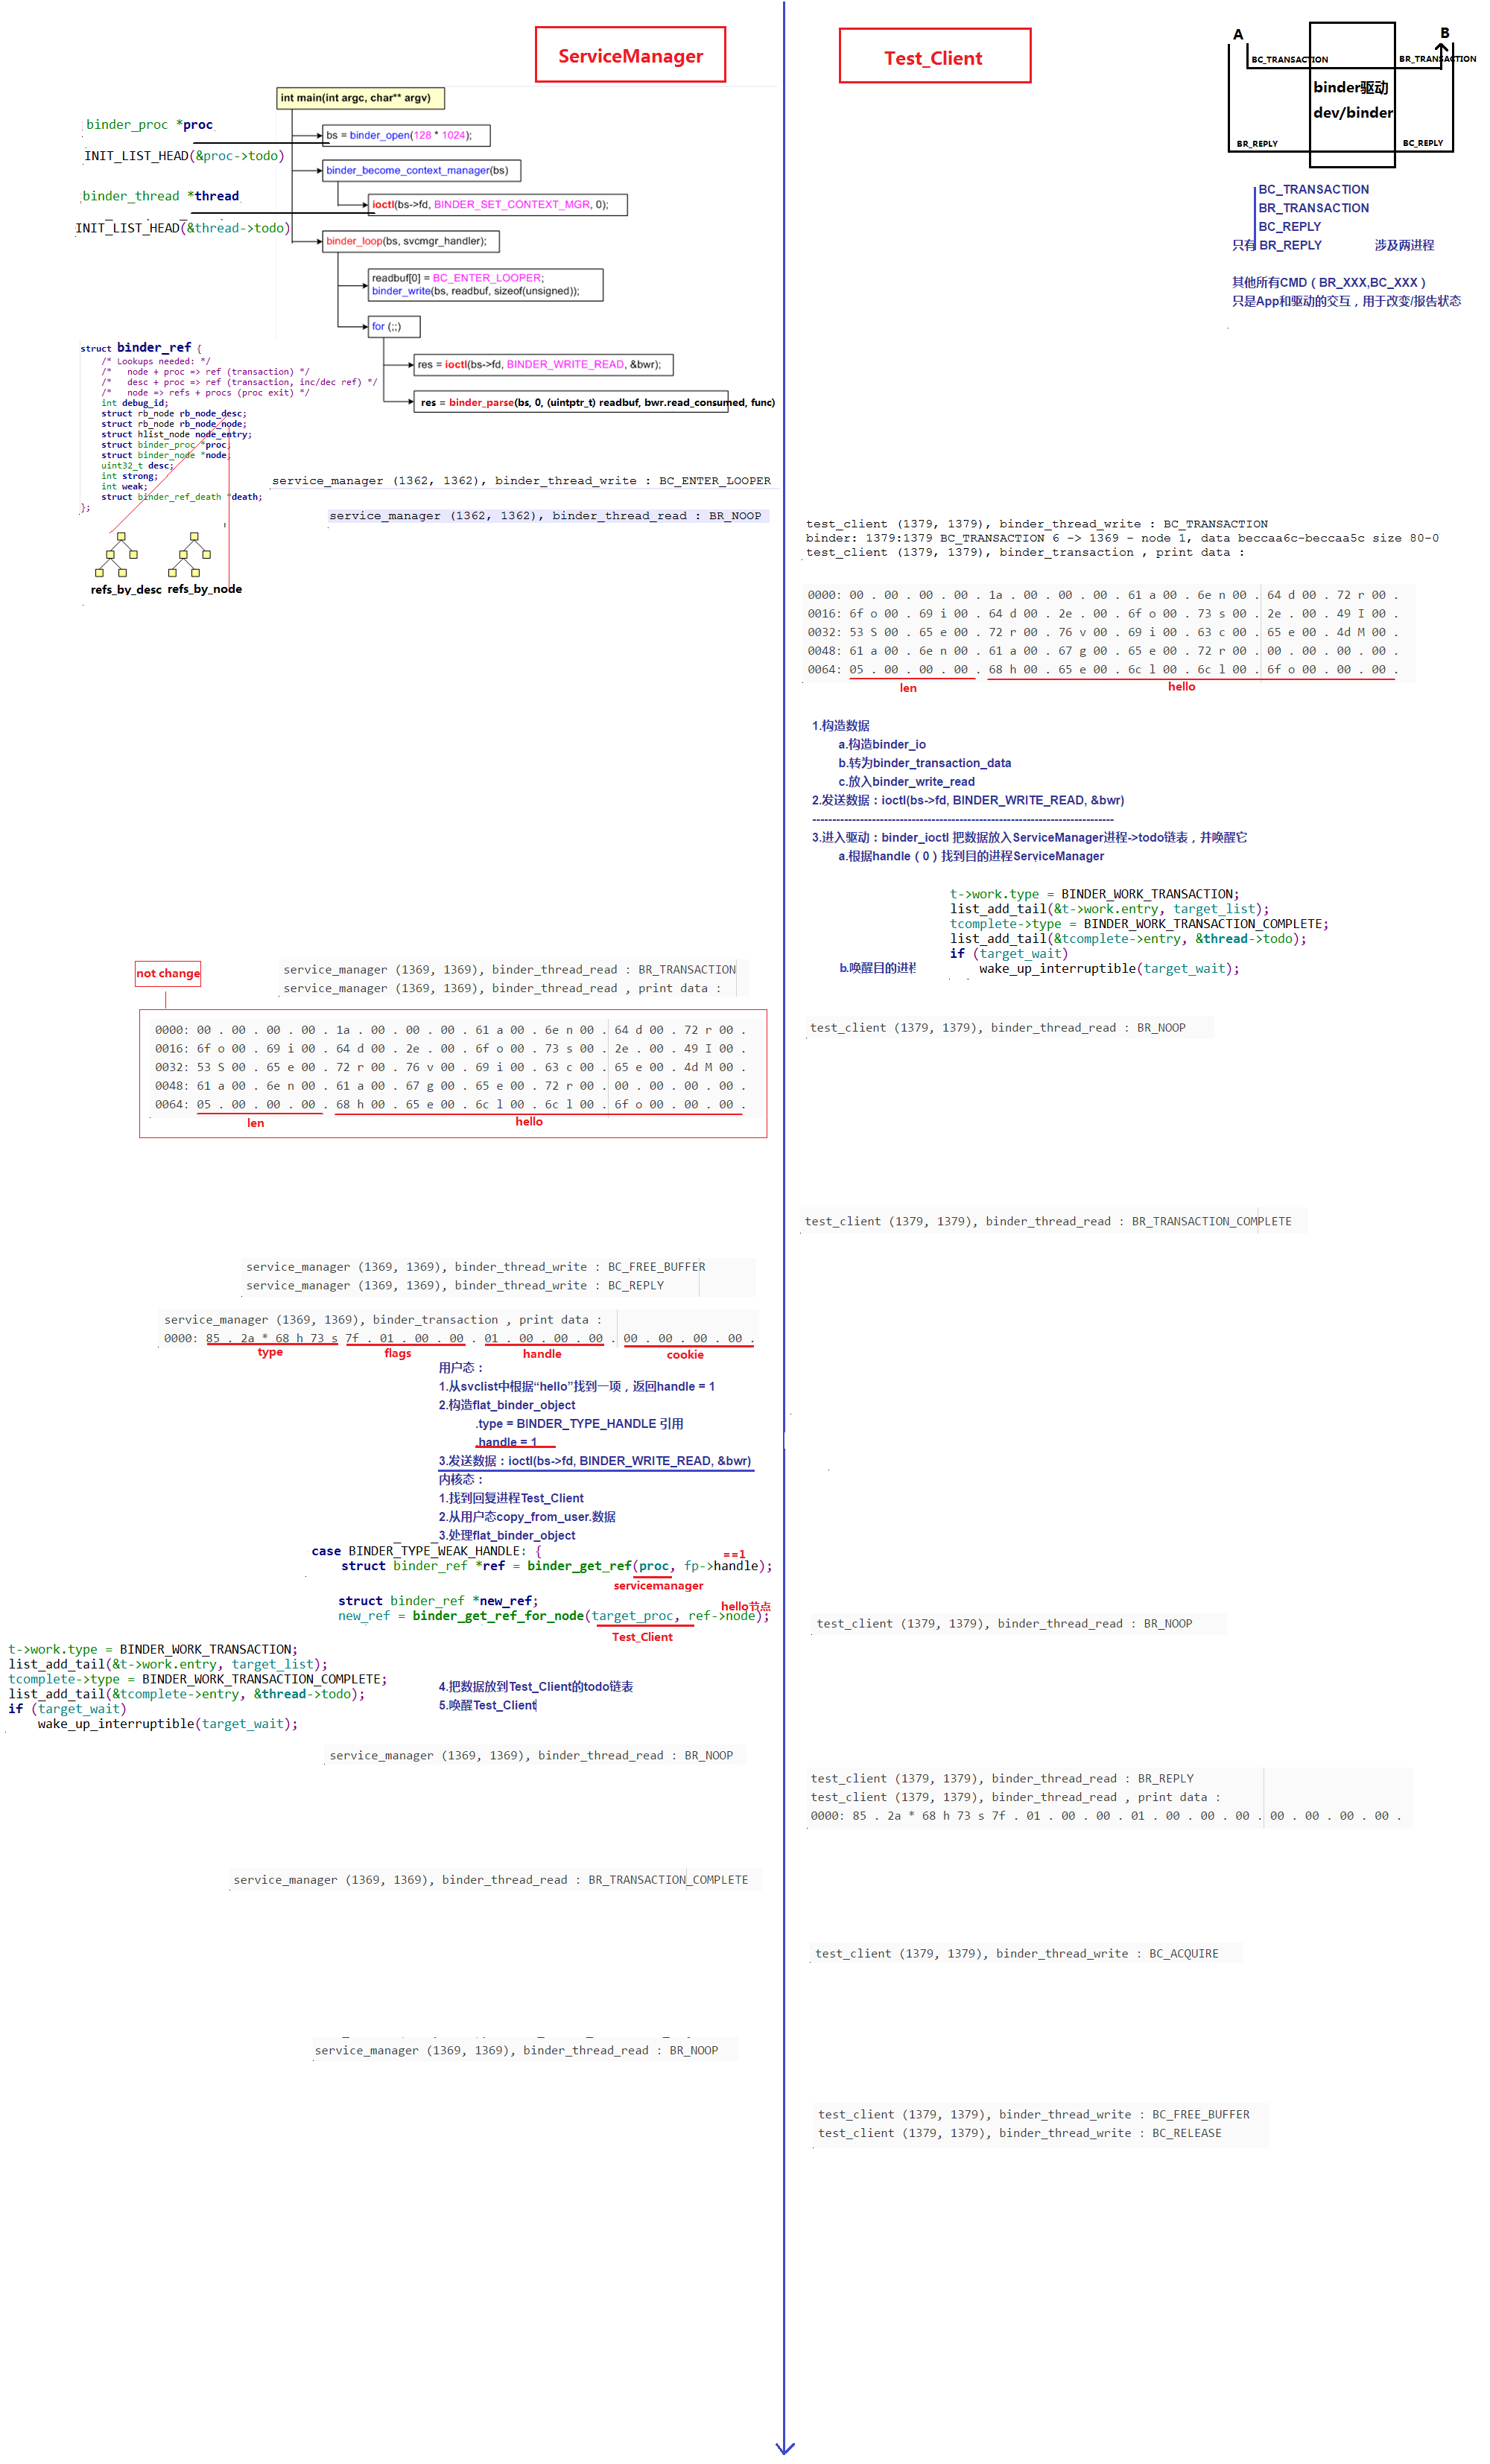 ServiceManager
Test_Client
A
B
BC_TRANSACTION
BR_TRANSACTION
binder驱动
dev/binder
BR_REPLY
BC_REPLY
BC_TRANSACTION
BR_TRANSACTION
BC_REPLY
只有 BR_REPLY 涉及两进程
其他所有CMD（BR_XXX,BC_XXX）
只是App和驱动的交互，用于改变/报告状态
int main(int argc, char** argv)
bs = binder_open(128 * 1024);
binder_become_context_manager(bs)
ioctl(bs->fd, BINDER_SET_CONTEXT_MGR, 0);
binder_loop(bs, svcmgr_handler);
readbuf[0] = BC_ENTER_LOOPER;
binder_write(bs, readbuf, sizeof(unsigned));
for (;;)
res = ioctl(bs->fd, BINDER_WRITE_READ, &bwr);
res = binder_parse(bs, 0, (uintptr_t) readbuf, bwr.read_consumed, func)
binder_proc *proc
INIT_LIST_HEAD(&proc->todo)
binder_thread *thread
INIT_LIST_HEAD(&thread->todo)
struct binder_ref {
/* Lookups needed: */
/*   node + proc => ref (transaction) */
/*   desc + proc => ref (transaction, inc/dec ref) */
/*   node => refs + procs (proc exit) */
int debug_id;
struct rb_node rb_node_desc;
struct rb_node rb_node_node;
struct hlist_node node_entry;
struct binder_proc *proc;
struct binder_node *node;
uint32_t desc;
int strong;
int weak;
struct binder_ref_death *death;
};
refs_by_desc refs_by_node
service_manager (1362, 1362), binder_thread_write : BC_ENTER_LOOPER
service_manager (1362, 1362), binder_thread_read : BR_NOOP
test_client (1379, 1379), binder_thread_write : BC_TRANSACTION
binder: 1379:1379 BC_TRANSACTION 6 -> 1369 - node 1, data beccaa6c-beccaa5c size 80-0
test_client (1379, 1379), binder_transaction , print data :
0000: 00 . 00 . 00 . 00 . 1a . 00 . 00 . 00 . 61 a 00 . 6e n 00 . 64 d 00 . 72 r 00 .
0016: 6f o 00 . 69 i 00 . 64 d 00 . 2e . 00 . 6f o 00 . 73 s 00 . 2e . 00 . 49 I 00 .
0032: 53 S 00 . 65 e 00 . 72 r 00 . 76 v 00 . 69 i 00 . 63 c 00 . 65 e 00 . 4d M 00 .
0048: 61 a 00 . 6e n 00 . 61 a 00 . 67 g 00 . 65 e 00 . 72 r 00 . 00 . 00 . 00 . 00 .
0064: 05 . 00 . 00 . 00 . 68 h 00 . 65 e 00 . 6c l 00 . 6c l 00 . 6f o 00 . 00 . 00 .
len
hello
1.构造数据
a.构造binder_io
b.转为binder_transaction_data
c.放入binder_write_read
2.发送数据：ioctl(bs->fd, BINDER_WRITE_READ, &bwr)
----------------------------------------------------------------------------
3.进入驱动：binder_ioctl 把数据放入ServiceManager进程->todo链表，并唤醒它
a.根据handle（0）找到目的进程ServiceManager
t->work.type = BINDER_WORK_TRANSACTION;
list_add_tail(&t->work.entry, target_list);
tcomplete->type = BINDER_WORK_TRANSACTION_COMPLETE;
list_add_tail(&tcomplete->entry, &thread->todo);
if (target_wait)
b.唤醒目的进程
wake_up_interruptible(target_wait);
not change
service_manager (1369, 1369), binder_thread_read : BR_TRANSACTION
service_manager (1369, 1369), binder_thread_read , print data :
0000: 00 . 00 . 00 . 00 . 1a . 00 . 00 . 00 . 61 a 00 . 6e n 00 . 64 d 00 . 72 r 00 .
0016: 6f o 00 . 69 i 00 . 64 d 00 . 2e . 00 . 6f o 00 . 73 s 00 . 2e . 00 . 49 I 00 .
0032: 53 S 00 . 65 e 00 . 72 r 00 . 76 v 00 . 69 i 00 . 63 c 00 . 65 e 00 . 4d M 00 .
0048: 61 a 00 . 6e n 00 . 61 a 00 . 67 g 00 . 65 e 00 . 72 r 00 . 00 . 00 . 00 . 00 .
0064: 05 . 00 . 00 . 00 . 68 h 00 . 65 e 00 . 6c l 00 . 6c l 00 . 6f o 00 . 00 . 00 .
len
hello
test_client (1379, 1379), binder_thread_read : BR_NOOP
test_client (1379, 1379), binder_thread_read : BR_TRANSACTION_COMPLETE
service_manager (1369, 1369), binder_thread_write : BC_FREE_BUFFER
service_manager (1369, 1369), binder_thread_write : BC_REPLY
service_manager (1369, 1369), binder_transaction , print data :
0000: 85 . 2a * 68 h 73 s 7f . 01 . 00 . 00 . 01 . 00 . 00 . 00 . 00 . 00 . 00 . 00 .
type
flags
handle
cookie
用户态：
1.从svclist中根据“hello”找到一项，返回handle = 1
2.构造flat_binder_object
.type = BINDER_TYPE_HANDLE 引用
.handle = 1
3.发送数据：ioctl(bs->fd, BINDER_WRITE_READ, &bwr)
内核态：
1.找到回复进程Test_Client
2.从用户态copy_from_user.数据
3.处理flat_binder_object
case BINDER_TYPE_WEAK_HANDLE: {
==1
struct binder_ref *ref = binder_get_ref(proc, fp->handle);
servicemanager
struct binder_ref *new_ref;
hello节点
new_ref = binder_get_ref_for_node(target_proc, ref->node);
Test_Client
test_client (1379, 1379), binder_thread_read : BR_NOOP
t->work.type = BINDER_WORK_TRANSACTION;
list_add_tail(&t->work.entry, target_list);
tcomplete->type = BINDER_WORK_TRANSACTION_COMPLETE;
list_add_tail(&tcomplete->entry, &thread->todo);
if (target_wait)
wake_up_interruptible(target_wait);
4.把数据放到Test_Client的todo链表
5.唤醒Test_Client
service_manager (1369, 1369), binder_thread_read : BR_NOOP
test_client (1379, 1379), binder_thread_read : BR_REPLY
test_client (1379, 1379), binder_thread_read , print data :
0000: 85 . 2a * 68 h 73 s 7f . 01 . 00 . 00 . 01 . 00 . 00 . 00 . 00 . 00 . 00 . 00 .
service_manager (1369, 1369), binder_thread_read : BR_TRANSACTION_COMPLETE
test_client (1379, 1379), binder_thread_write : BC_ACQUIRE
service_manager (1369, 1369), binder_thread_read : BR_NOOP
test_client (1379, 1379), binder_thread_write : BC_FREE_BUFFER
test_client (1379, 1379), binder_thread_write : BC_RELEASE